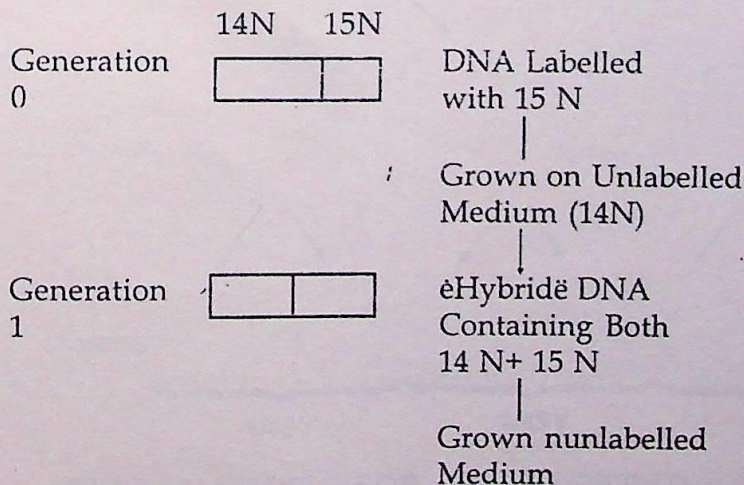 14N 15N
Generation
0
DNA Labelled
with 15 N
Grown on Unlabelled
Medium (14N)
Generation
1
ėHybridë DNA
Containing Both
14 N+ 15 N
Grown nunlabelled
Medium